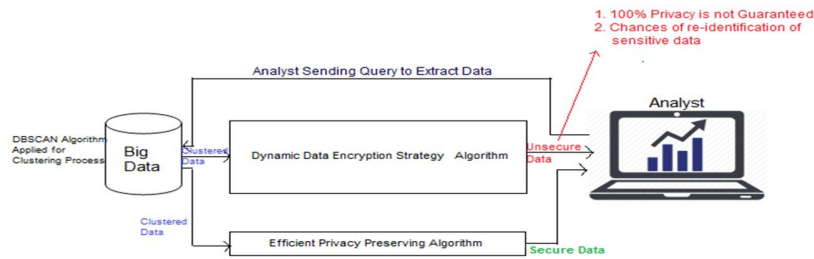 1. 100% Privacy is not Guaranteed
2. Chances of re-identification of
sensitive data
Analyst Sending Query to Extract Data
Analyst
DBSCAN Algorithm
Applied for
Clustering Process
Big
Data
Clustered
Data
Dynamic Data Encryption Strategy Algorithm
Unsecure
Data
Clustered
Data
Efficient Privacy Preserving Algorithm
Secure Data